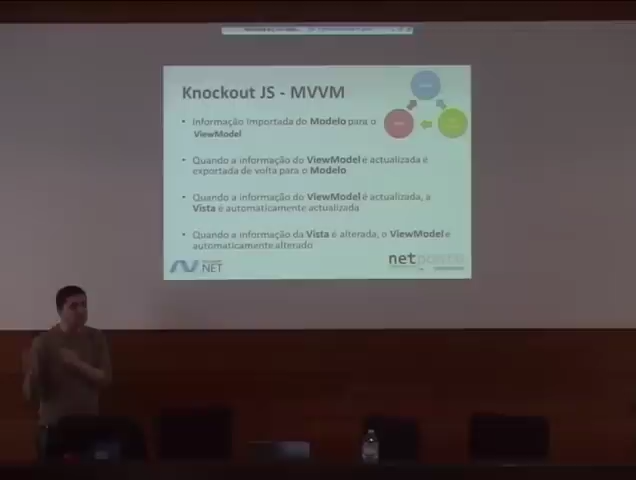 Knockout JS - MVVM
• Informação importada do Modelo para o
ViewModel
• Quando a informação do ViewModel é actualizada é
exportada de volta para o Modelo
• Quando a informação do ViewModel é actualizada, a
Vista é automaticamente actualizada
• Quando a informação da Vista é alterada, o ViewModel é
automaticamente alterado
NET
netponto